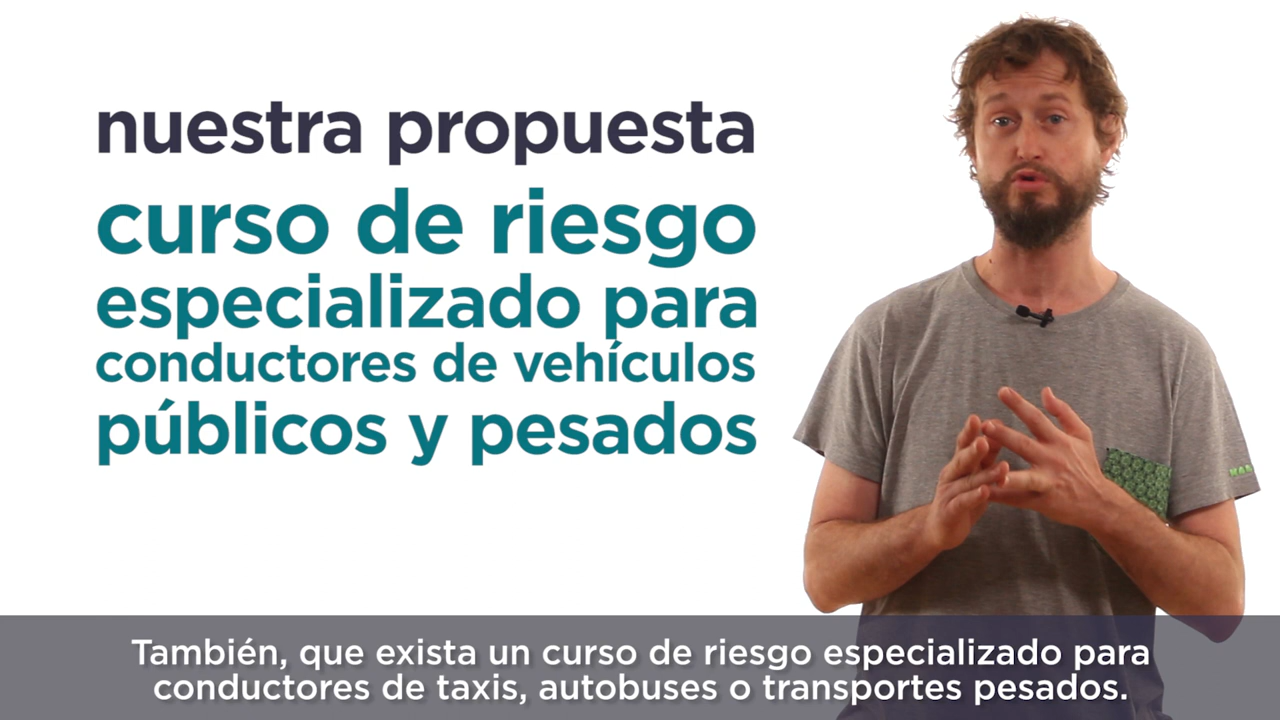 nuestra propuesta
curso de riesgo
especializado para
conductores de vehículos
públicos y pesados
También, que exista un curso de riesgo especializado para
conductores de taxis, autobuses o transportes pesados.